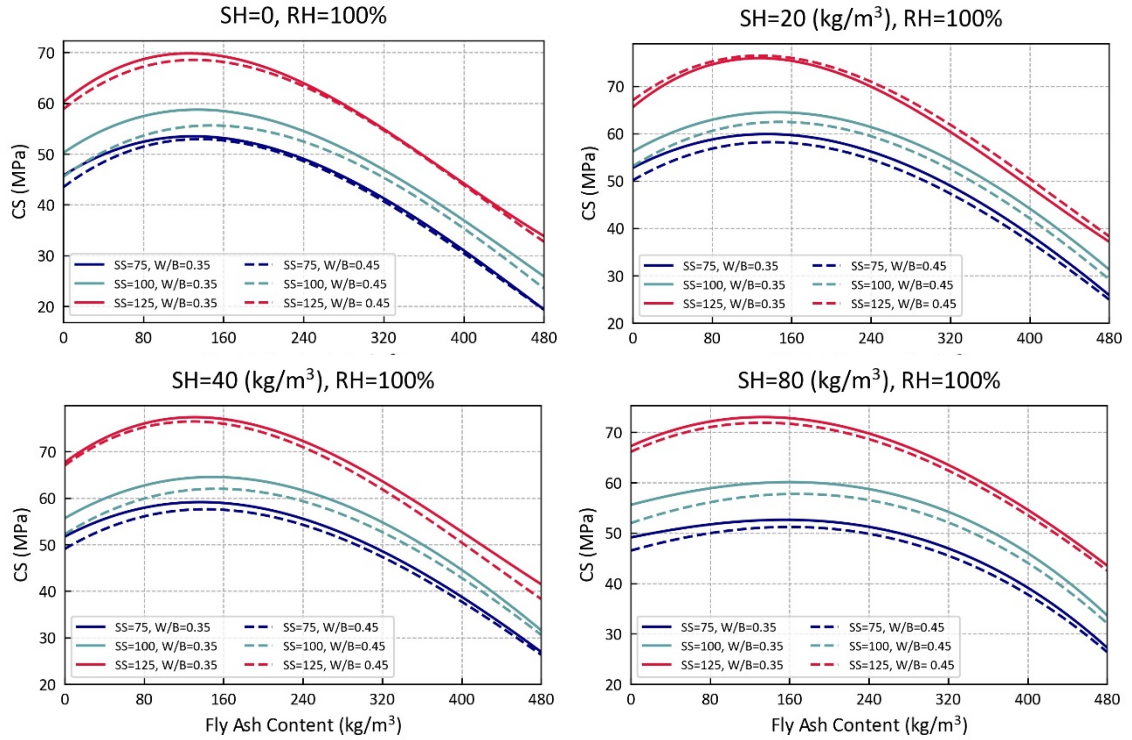 SH=0, RH=100%
CS (MPa)
70
60
50
40
30
20
SS=75, W/B=0.35
SS=75, W/B=0.45
SS=100, W/B=0.35
SS=100, W/B=0.45
SS=125, W/B=0.35
SS=125, W/B= 0.45
0 80 160 240 320 400 480
SH=20 (kg/m³), RH=100%
CS (MPa)
70
60
50
40
30
20
SS=75, W/B=0.35
SS=75, W/B=0.45
SS=100, W/B=0.35
SS=100, W/B=0.45
SS=125, W/B=0.35
SS=125, W/B= 0.45
0 80 160 240 320 400 480
SH=40 (kg/m³), RH=100%
CS (MPa)
70
60
50
40
30
20
SS=75, W/B=0.35
SS=75, W/B=0.45
SS=100, W/B=0.35
SS=100, W/B=0.45
SS=125, W/B=0.35
SS=125, W/B= 0.45
0 80 160 240 320 400 480
Fly Ash Content (kg/m³)
SH=80 (kg/m³), RH=100%
CS (MPa)
80
70
60
50
40
30
20
SS=75, W/B=0.35
SS=75, W/B=0.45
SS=100, W/B=0.35
SS=100, W/B=0.45
SS=125, W/B=0.35
SS=125, W/B= 0.45
0 80 160 240 320 400 480
Fly Ash Content (kg/m³)